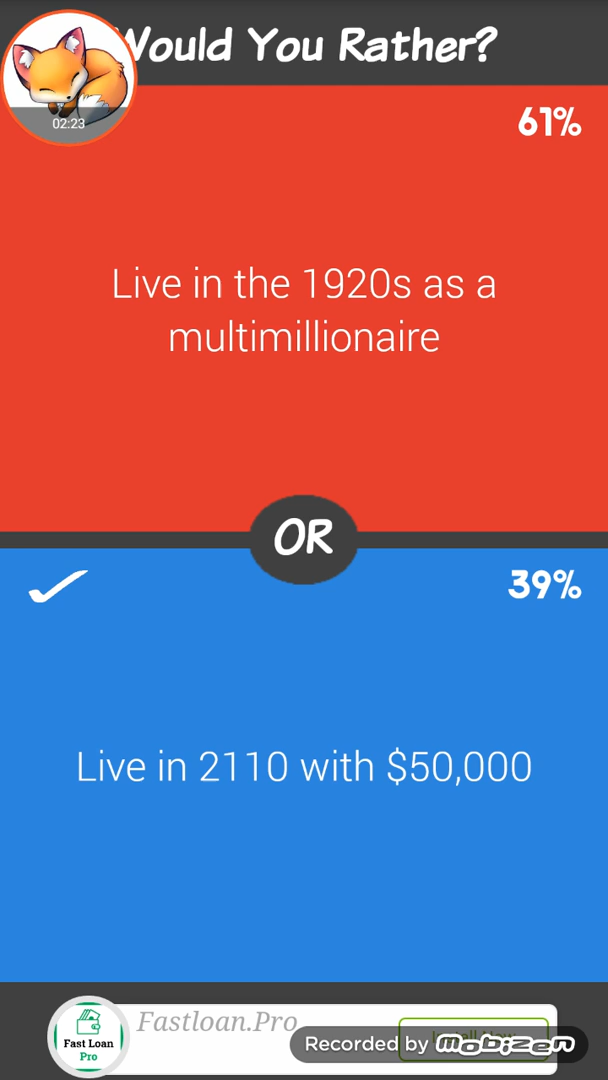 Would You Rather?
02:23
61%
Live in the 1920s as a
multimillionaire
OR
39%
Live in 2110 with $50,000
Fastloan.Pro
Fast Loan
Pro
Recorded by mobizen